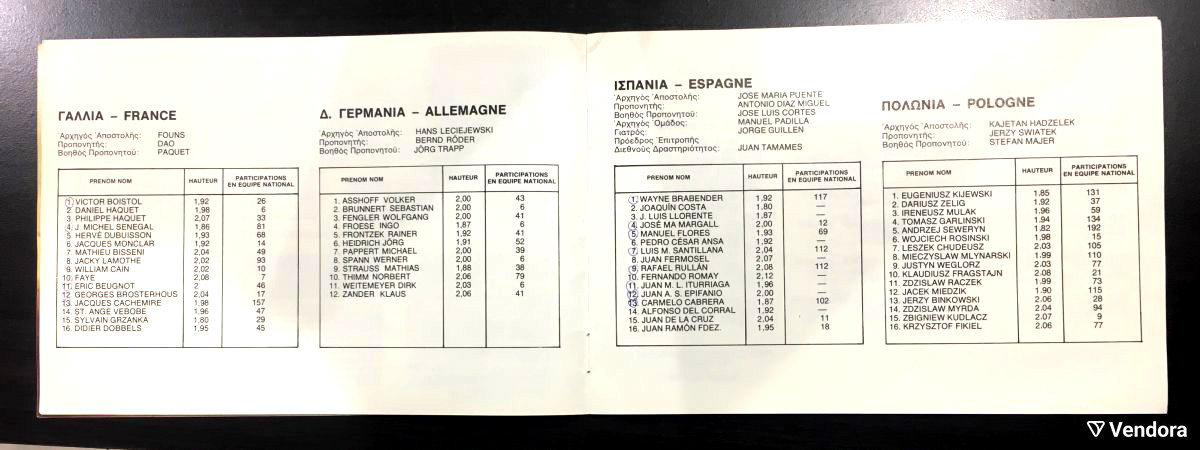 ΓΑΛΛΙΑ – FRANCE
Ἀρχηγός Ἀποστολῆς: FOUNS
Προπονητής: DAO
Βοηθός Προπονητοῦ: PAQUET
PRENOM NOM HAUTEUR PARTICIPATIONS EN EQUIPE NATIONAL
1. VICTOR BOISTOL 1,92 26
2. DANIEL HAQUET 1,98 6
3. PHILIPPE HAQUET 2,07 33
4. J. MICHEL SENEGAL 1,86 81
5. HERVÉ DUBUISSON 1,93 68
6. JACQUES MONCLAR 1,92 14
7. MATHIEU BISSENI 2,04 49
8. JACKY LAMOTHE 2,02 93
9. WILLIAM CAIN 2,02 10
10. FAYE 2,08 7
11. ERIC BEUGNOT 2 46
12. GEORGES BROSTERHOUS 2,04 17
13. JACQUES CACHEMIRE 1,98 157
14. ST. ANGE VEBOBE 1,96 47
15. SYLVAIN GRZANKA 1,80 29
16. DIDIER DOBBELS 1,95 45
Δ. ΓΕΡΜΑΝΙΑ – ALLEMAGNE
Ἀρχηγός Ἀποστολῆς: HANS LECIEJEWSKI
Προπονητής: BERND RÖDER
Βοηθός Προπονητοῦ: JÖRG TRAPP
PRENOM NOM HAUTEUR PARTICIPATIONS EN EQUIPE NATIONAL
1. ASSHOFF VOLKER 2,00 43
2. BRUNNERT SEBASTIAN 2,00 6
3. FENGLER WOLFGANG 2,00 41
4. FROESE INGO 1,87 6
5. FRONTZEK RAINER 1,92 41
6. HEIDRICH JÖRG 1,91 52
7. PAPPERT MICHAEL 2,00 39
8. SPANN WERNER 2,00 6
9. STRAUSS MATHIAS 1,88 38
10. THIMM NORBERT 2,06 79
11. WEITEMEYER DIRK 2,03 6
12. ZANDER KLAUS 2,06 41
ΙΣΠΑΝΙΑ – ESPAGNE
Ἀρχηγός Ἀποστολῆς: JOSE MARIA PUENTE
Προπονητής: ANTONIO DIAZ MIGUEL
Βοηθός Προπονητοῦ: JOSE LUIS CORTES
Ἀρχηγός Ὁμάδος: MANUEL PADILLA
Γιατρός: JORGE GUILLEN
Πρόεδρος Ἐπιτροπῆς
Διεθνοῦς Δραστηριότητος: JUAN TAMAMES
PRENOM NOM HAUTEUR PARTICIPATIONS EN EQUIPE NATIONAL
1. WAYNE BRABENDER 1,92 117
2. JOAQUÍN COSTA 1,80 —
3. J. LUIS LLORENTE 1,87 —
4. JOSÉ MA MARGALL 2,00 12
5. MANUEL FLORES 1,93 69
6. PEDRO CÉSAR ANSA 1,92 —
7. LUIS M. SANTILLANA 2,04 112
8. JUAN FERMOSEL 2,07 —
9. RAFAEL RULLÁN 2,08 112
10. FERNANDO ROMAY 2,12 —
11. JUAN M. L. ITURRIAGA 1,96 —
12. JUAN A. S. EPIFANIO 2,00 —
13. CARMELO CABRERA 1,87 102
14. ALFONSO DEL CORRAL 1,92 —
15. JUAN DE LA CRUZ 2,04 11
16. JUAN RAMÓN FDEZ. 1,95 18
ΠΟΛΩΝΙΑ – POLOGNE
Ἀρχηγός Ἀποστολῆς: KAJETAN HADZELEK
Προπονητής: JERZY SWIATEK
Βοηθός Προπονητοῦ: STEFAN MAJER
PRENOM NOM HAUTEUR PARTICIPATIONS EN EQUIPE NATIONAL
1. EUGENIUSZ KIJEWSKI 1.85 131
2. DARIUSZ ZELIG 1.92 37
3. IRENEUSZ MULAK 1.96 59
4. TOMASZ GARLINSKI 1.94 134
5. ANDRZEJ SEWERYN 1.82 192
6. WOJCIECH ROSINSKI 1.98 15
7. LESZEK CHUDEUSZ 2.03 105
8. MIECZYSLAW MLYNARSKI 1.99 110
9. JUSTYN WEGLORZ 2.03 77
10. KLAUDIUSZ FRAGSTAJN 2.08 21
11. ZDZISLAW RACZEK 1.99 73
12. JACEK MIEDZIK 1.90 115
13. JERZY BINKOWSKI 2.06 28
14. ZDZISLAW MYRDA 2.04 94
15. ZBIGNIEW KUDLACZ 2.07 9
16. KRZYSZTOF FIKIEL 2.06 77
Vendora